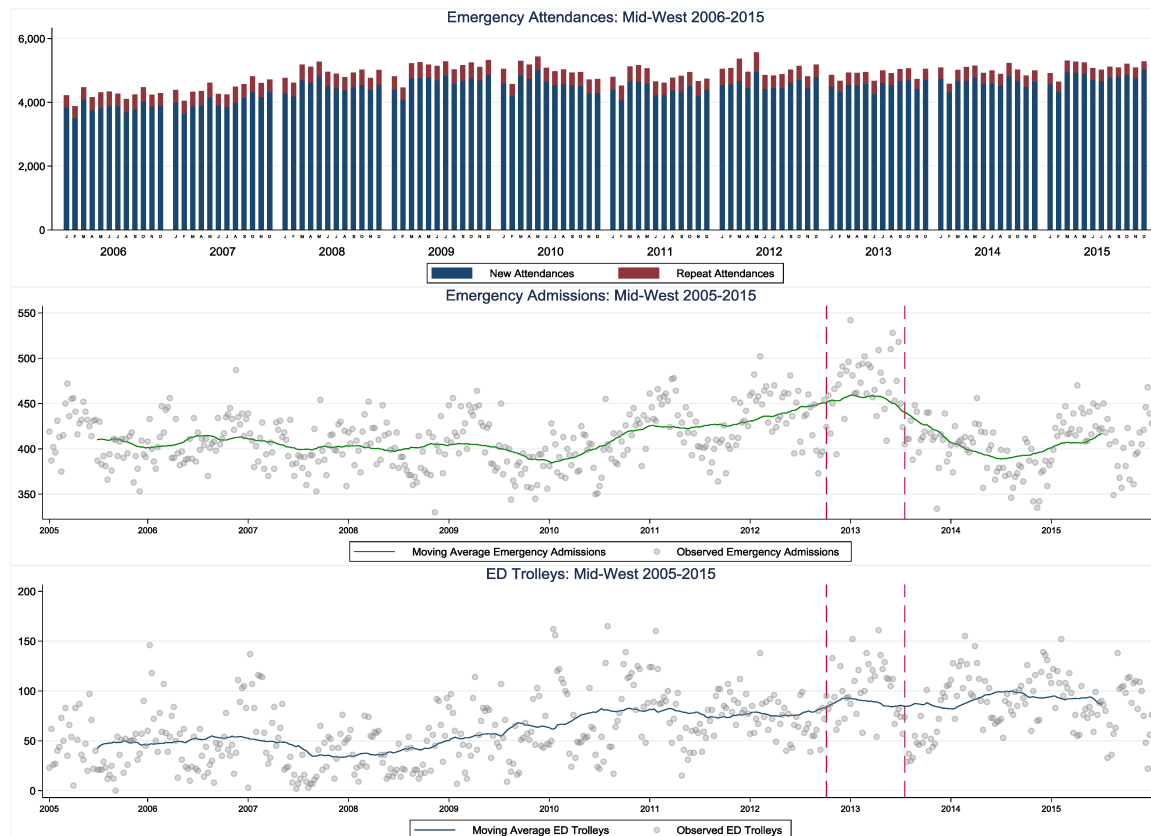 Emergency Attendances: Mid-West 2006-2015
6,000
4,000
2,000
0
J F M A M J J A S O N D J F M A M J J A S O N D J F M A M J J A S O N D J F M A M J J A S O N D J F M A M J J A S O N D J F M A M J J A S O N D J F M A M J J A S O N D J F M A M J J A S O N D J F M A M J J A S O N D J F M A M J J A S O N D
2006 2007 2008 2009 2010 2011 2012 2013 2014 2015
New Attendances Repeat Attendances
Emergency Admissions: Mid-West 2005-2015
550
500
450
400
350
2005 2006 2007 2008 2009 2010 2011 2012 2013 2014 2015
Moving Average Emergency Admissions Observed Emergency Admissions
ED Trolleys: Mid-West 2005-2015
200
150
100
50
0
2005 2006 2007 2008 2009 2010 2011 2012 2013 2014 2015
Moving Average ED Trolleys Observed ED Trolleys